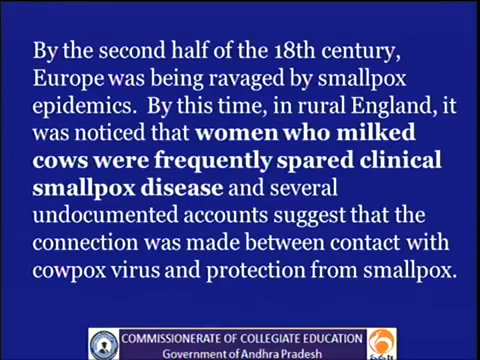 By the second half of the 18th century,
Europe was being ravaged by smallpox
epidemics. By this time, in rural England, it
was noticed that women who milked
cows were frequently spared clinical
smallpox disease and several
undocumented accounts suggest that the
connection was made between contact with
cowpox virus and protection from smallpox.
COMMISSIONERATE OF COLLEGIATE EDUCATION
Government of Andhra Pradesh